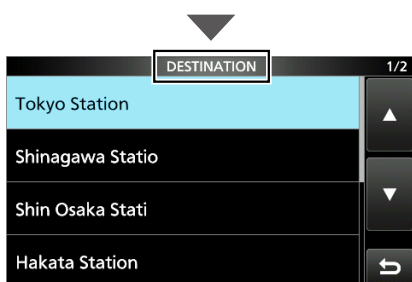 DESTINATION
1/2
Tokyo Station
Shinagawa Statio
Shin Osaka Stati
Hakata Station